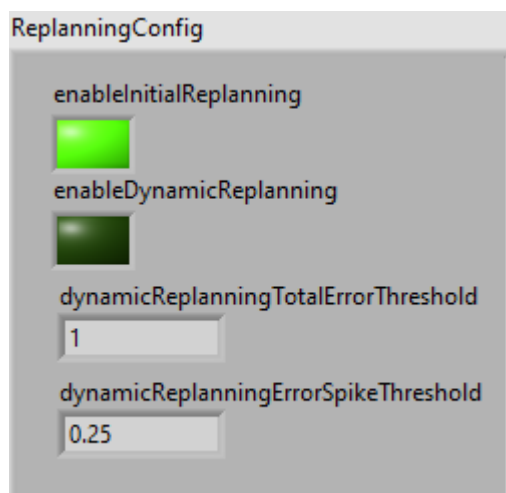 ReplanningConfig
enableInitialReplanning
enableDynamicReplanning
dynamicReplanningTotalErrorThreshold
1
dynamicReplanningErrorSpikeThreshold
0.25